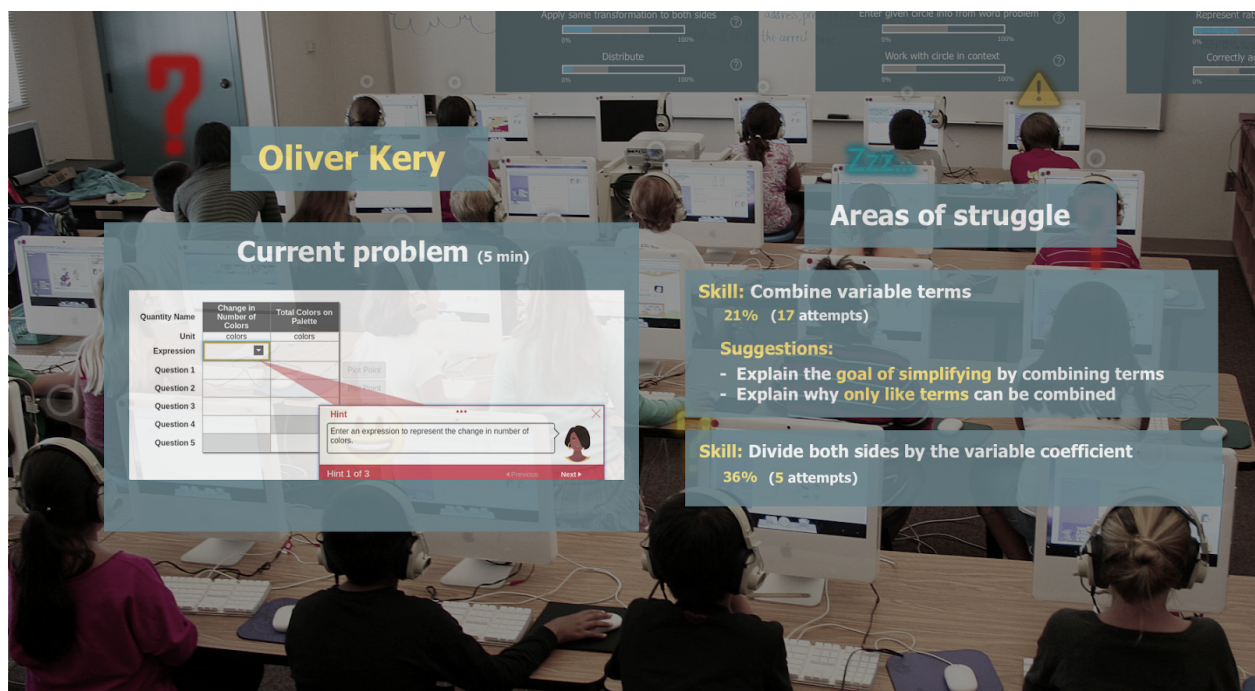 Apply same transformation to both sides
0% 100%
Distribute
0% 100%
the correct
Enter given circle info from word problem
0% 100%
Work with circle in context
0% 100%
Represent
0%
Correctly
0%
?
Oliver Kery
Zzz...
!
Current problem (5 min)
Quantity Name
Change in Number of Colors
Total Colors on Palette
Unit
colors
colors
Expression
Question 1
Plot Point
Question 2
Question 3
Question 4
Question 5
Hint
Enter an expression to represent the change in number of
colors.
Hint 1 of 3
Previous
Next
Areas of struggle
Skill: Combine variable terms
21% (17 attempts)
Suggestions:
- Explain the goal of simplifying by combining terms
- Explain why only like terms can be combined
Skill: Divide both sides by the variable coefficient
36% (5 attempts)